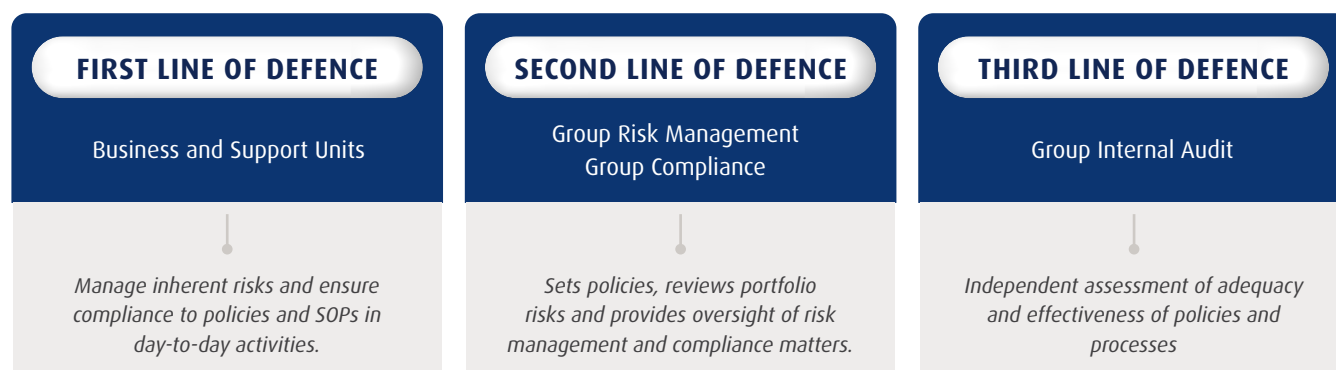 FIRST LINE OF DEFENCE
Business and Support Units
Manage inherent risks and ensure
compliance to policies and SOPs in
day-to-day activities.
SECOND LINE OF DEFENCE
Group Risk Management
Group Compliance
Sets policies, reviews portfolio
risks and provides oversight of risk
management and compliance matters.
THIRD LINE OF DEFENCE
Group Internal Audit
Independent assessment of adequacy
and effectiveness of policies and
processes